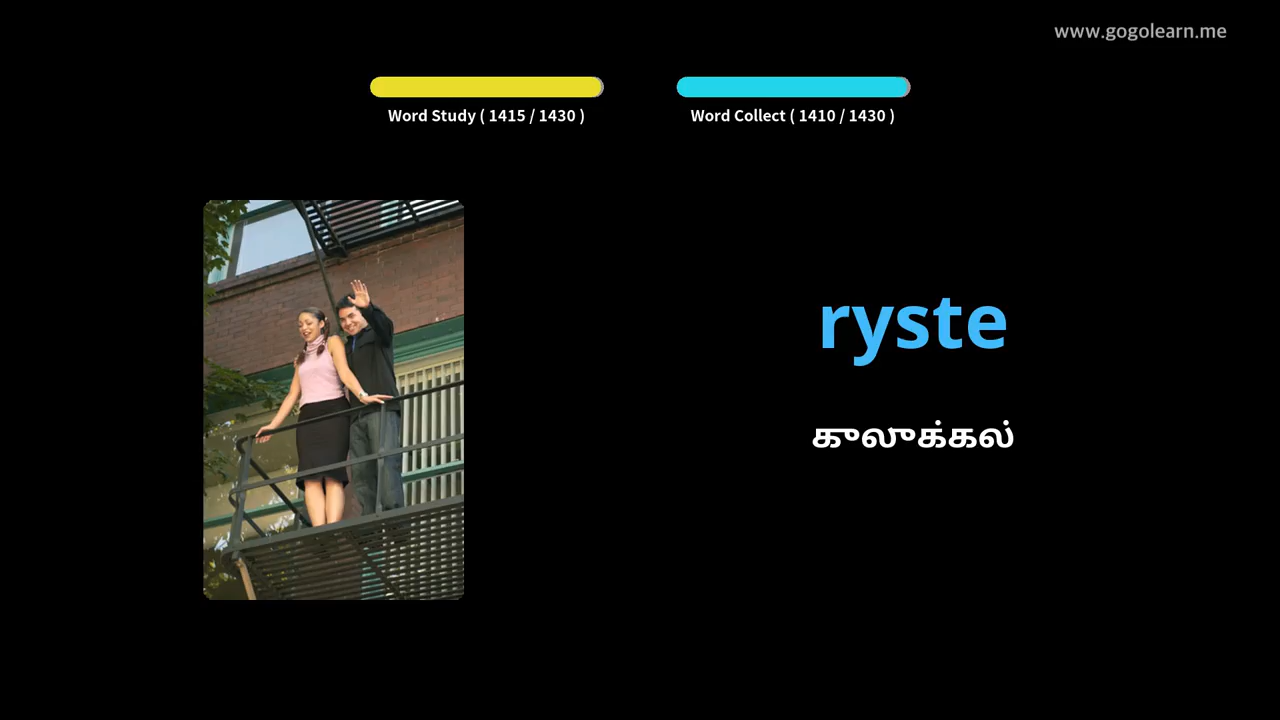 www.gogolearn.me
Word Study ( 1415 / 1430 )
Word Collect ( 1410 / 1430 )
ryste
குலுக்கல்